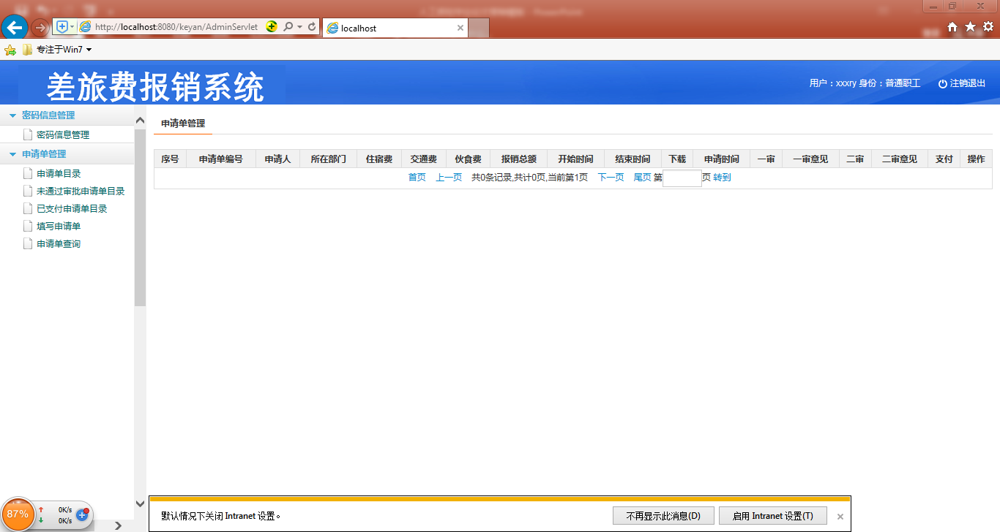 http://localhost:8080/keyan/AdminServlet
localhost
专注于Win7
差旅费报销系统
用户：xxxry 身份：普通职工
注销退出
密码信息管理
密码信息管理
申请单管理
申请单目录
未通过审批申请单目录
已支付申请单目录
填写申请单
申请单查询
申请单管理
序号 申请单编号 申请人 所在部门 住宿费 交通费 伙食费 报销总额 开始时间 结束时间 下载 申请时间 一审 一审意见 二审 二审意见 支付 操作
首页 上一页 共0条记录,共计0页,当前第1页 下一页 尾页 第 页 转到
87%
0K/s
0K/s
默认情况下关闭 Intranet 设置。
不再显示此消息(D)
启用 Intranet 设置(T)